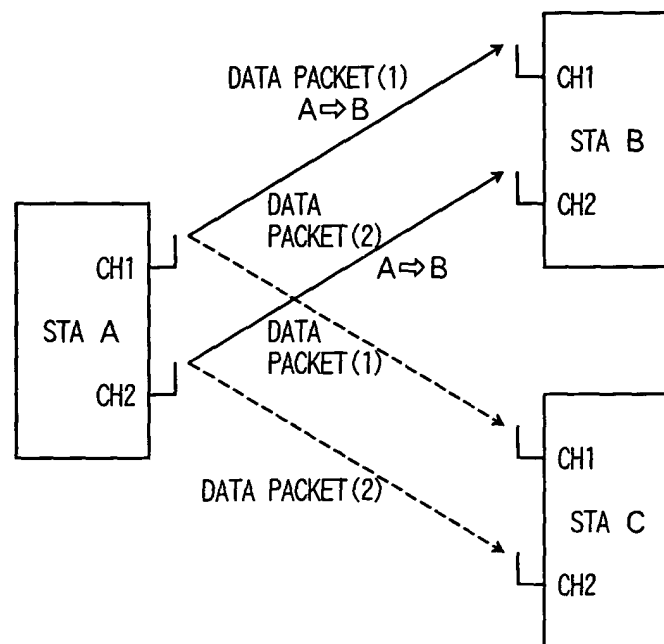 DATA PACKET(1)
A⇨B
CH1
STA B
CH2
DATA
PACKET(2)
A⇨B
CH1
STA A
CH2
DATA
PACKET(1)
DATA PACKET(2)
CH1
STA C
CH2